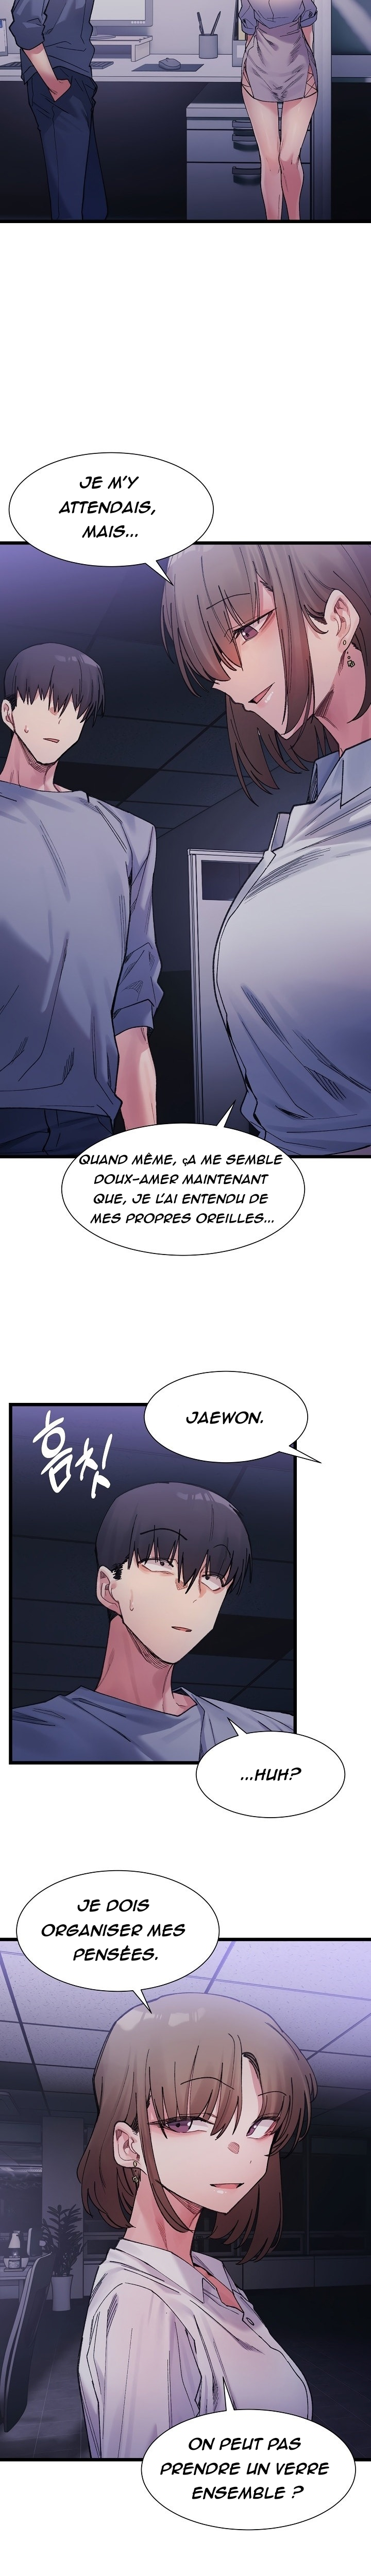 JE M'Y
ATTENDAIS,
MAIS...
QUAND MÊME, çA ME SEMBLE
DOUX-AMER MAINTENANT
QUE, JE L'AI ENTENDU DE
MES PROPRES OREILLES...
JAEWON.
흠칫
...HUH?
JE DOIS
ORGANISER MES
PENSÉES.
ON PEUT PAS
PRENDRE UN VERRE
ENSEMBLE ?